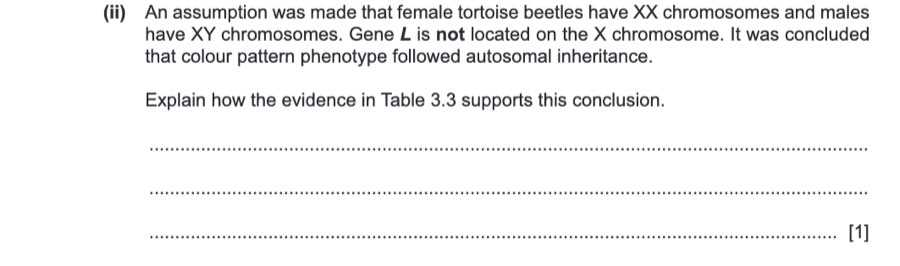 (ii) An assumption was made that female tortoise beetles have XX chromosomes and males
have XY chromosomes. Gene L is not located on the X chromosome. It was concluded
that colour pattern phenotype followed autosomal inheritance.
Explain how the evidence in Table 3.3 supports this conclusion.
[1]